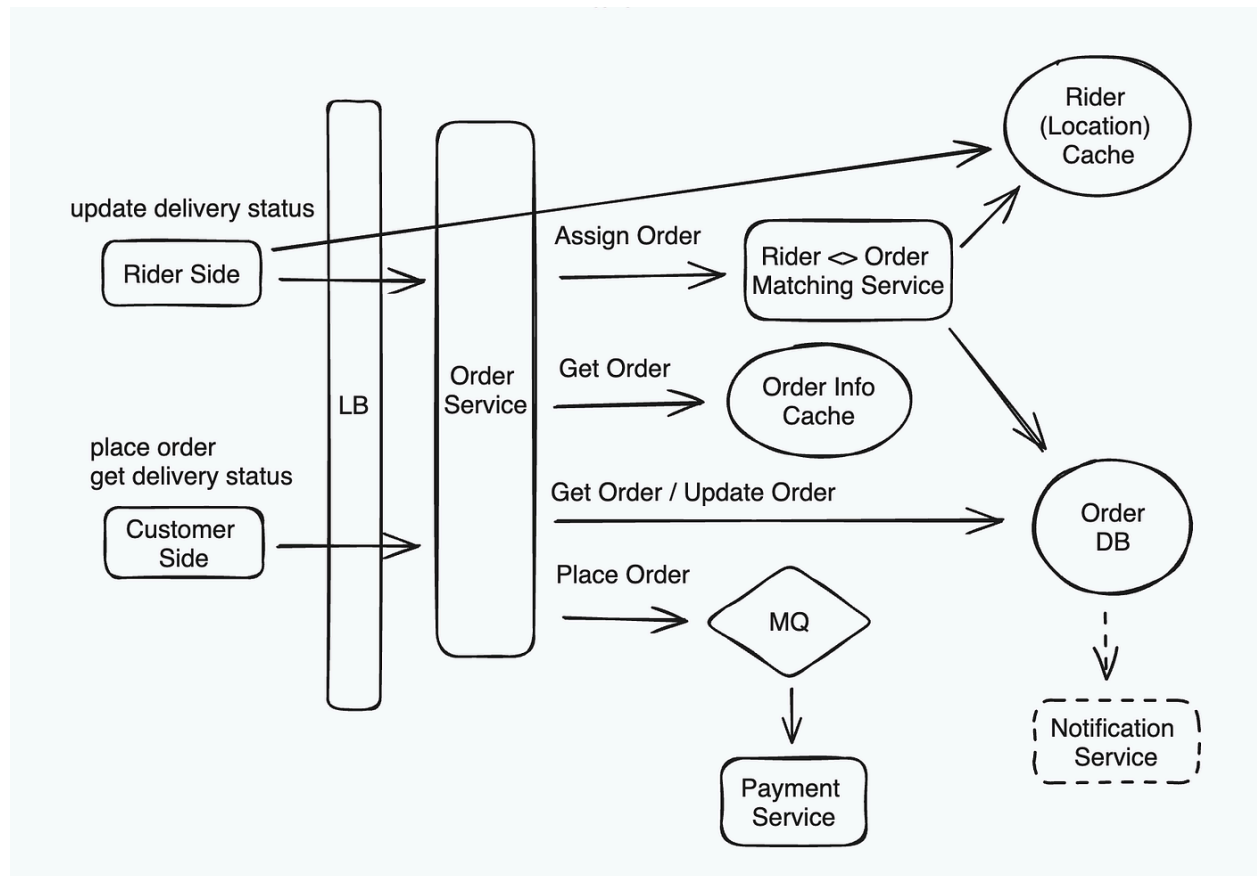 Rider
(Location)
Cache
update delivery status
Rider Side
Assign Order
Rider <> Order
Matching Service
LB
Order
Service
Get Order
Order Info
Cache
place order
get delivery status
Customer
Side
Get Order / Update Order
Order
DB
Place Order
MQ
Payment
Service
Notification
Service